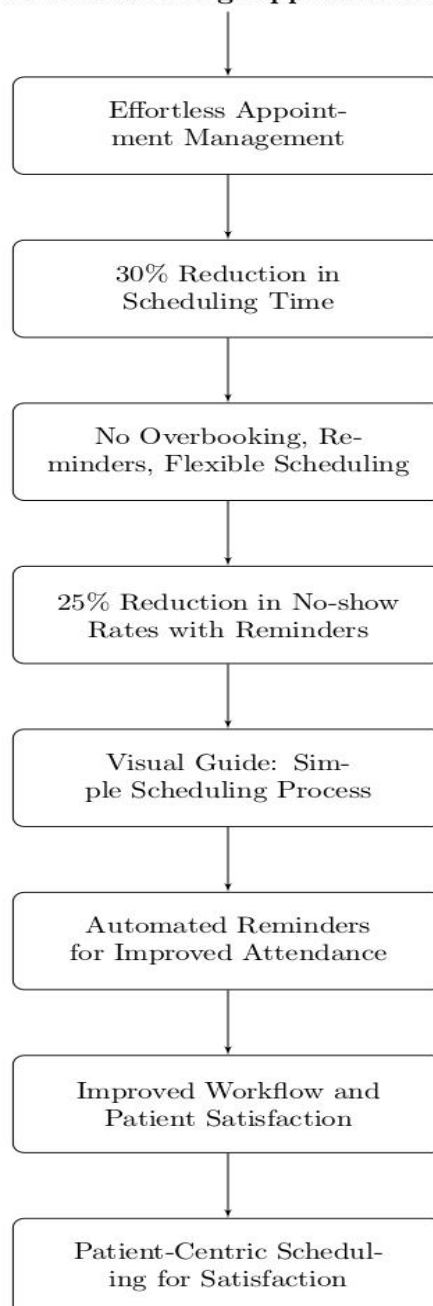 Effortless Appoint-
ment Management
30% Reduction in
Scheduling Time
No Overbooking, Re-
minders, Flexible Scheduling
25% Reduction in No-show
Rates with Reminders
Visual Guide: Sim-
ple Scheduling Process
Automated Reminders
for Improved Attendance
Improved Workflow and
Patient Satisfaction
Patient-Centric Schedul-
ing for Satisfaction